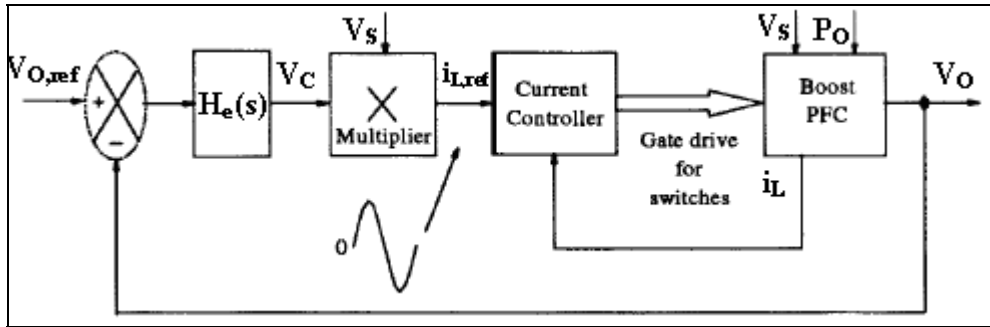 V_O,ref
+
−
H_e(s)
V_C
V_S
X
Multiplier
i_L,ref
0
Current
Controller
Gate drive
for
switches
V_S
P_O
Boost
PFC
i_L
V_O